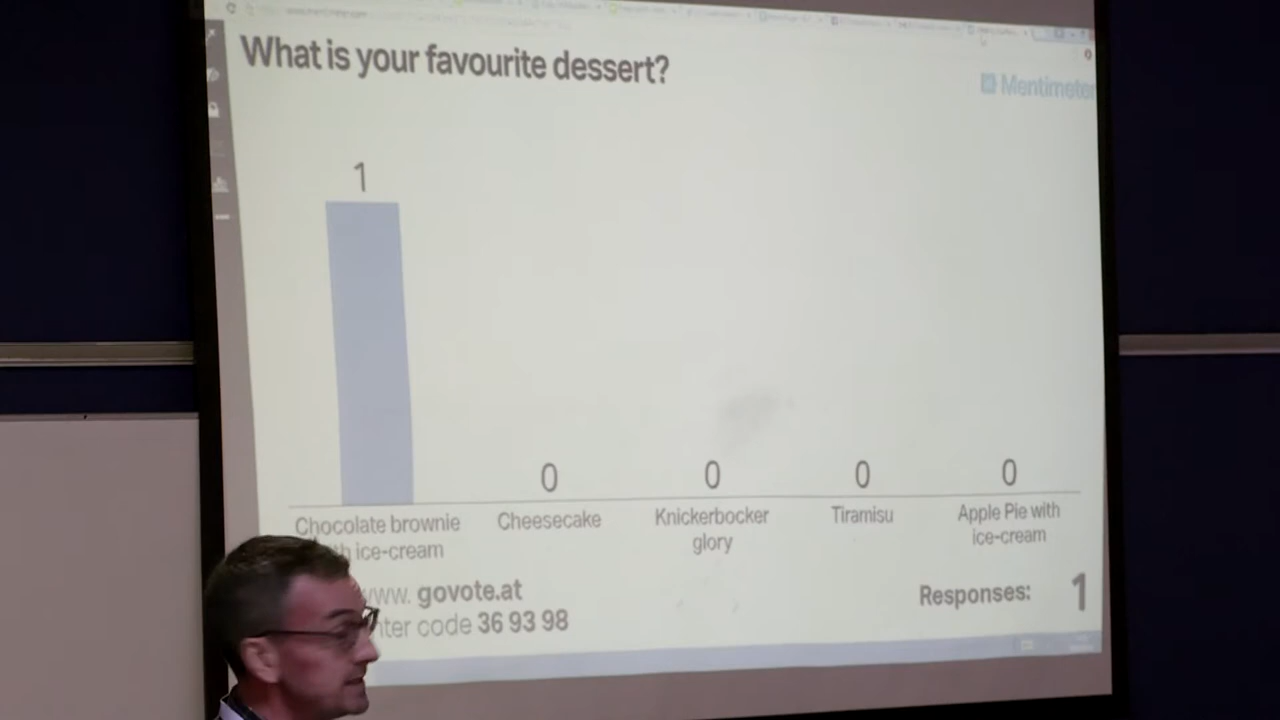 What is your favourite dessert?
Mentimeter
1
0
0
0
0
Chocolate brownie
ice-cream
Cheesecake
Knickerbocker
glory
Tiramisu
Apple Pie with
ice-cream
www. govote.at
code 36 93 98
Responses: 1